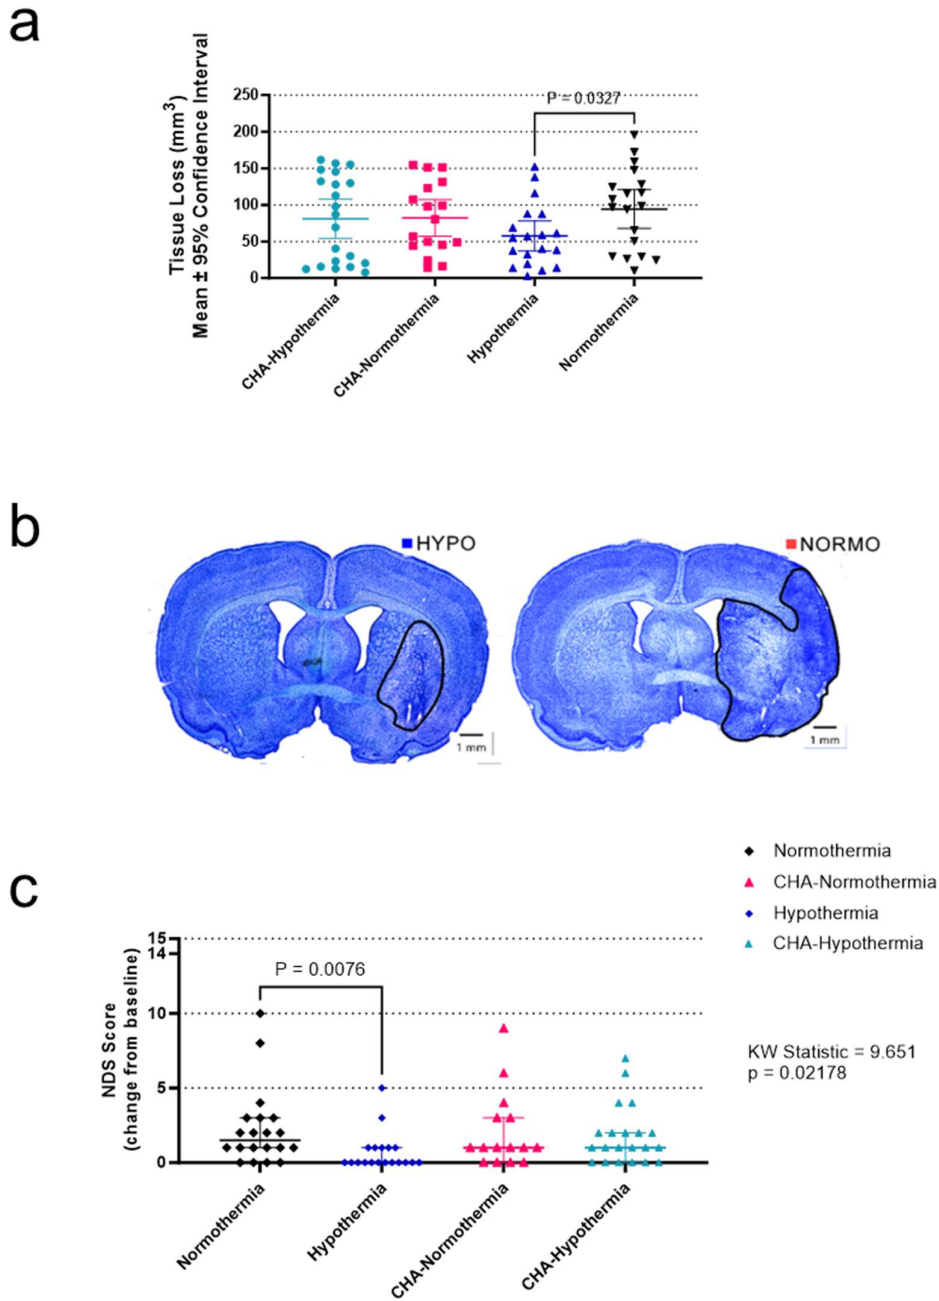 a
Tissue Loss (mm³)
Mean ± 95% Confidence Interval
250
200
150
100
50
0
P = 0.0327
CHA-Hypothermia
CHA-Normothermia
Hypothermia
Normothermia
b
HYPO
NORMO
1 mm
1 mm
c
Normothermia
CHA-Normothermia
Hypothermia
CHA-Hypothermia
NDS Score
(change from baseline)
15
14
10
5
0
P = 0.0076
KW Statistic = 9.651
p = 0.02178
Normothermia
Hypothermia
CHA-Normothermia
CHA-Hypothermia